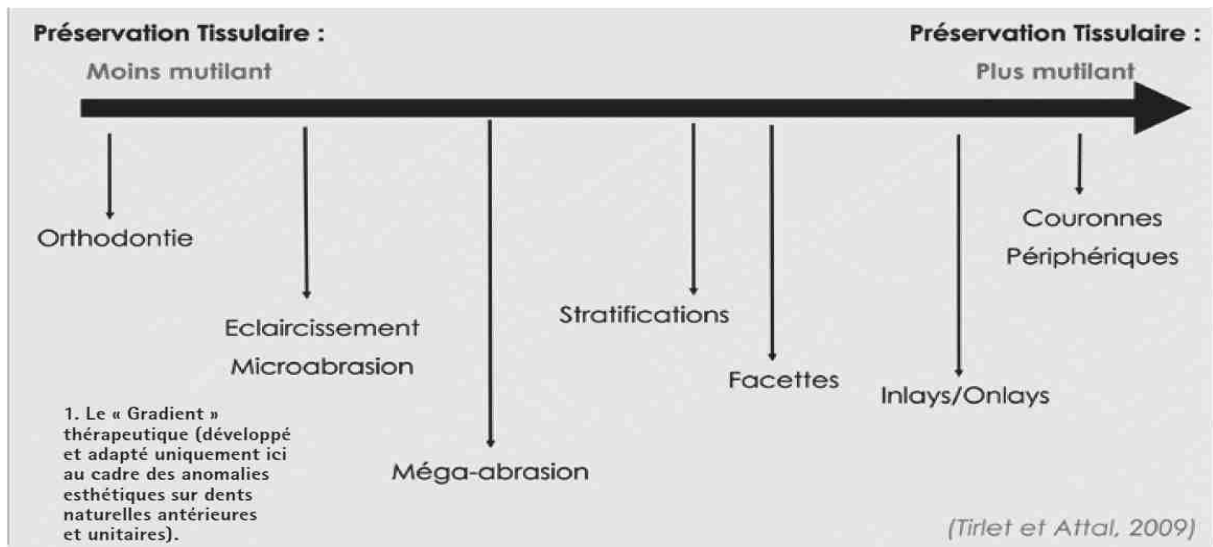 Préservation Tissulaire :
Moins mutilant
Préservation Tissulaire :
Plus mutilant
Orthodontie
Eclaircissement
Microabrasion
Méga-abrasion
Stratifications
Facettes
Inlays/Onlays
Couronnes
Périphériques
1. Le « Gradient »
thérapeutique (développé
et adapté uniquement ici
au cadre des anomalies
esthétiques sur dents
naturelles antérieures
et unitaires).
(Tirlet et Attal, 2009)